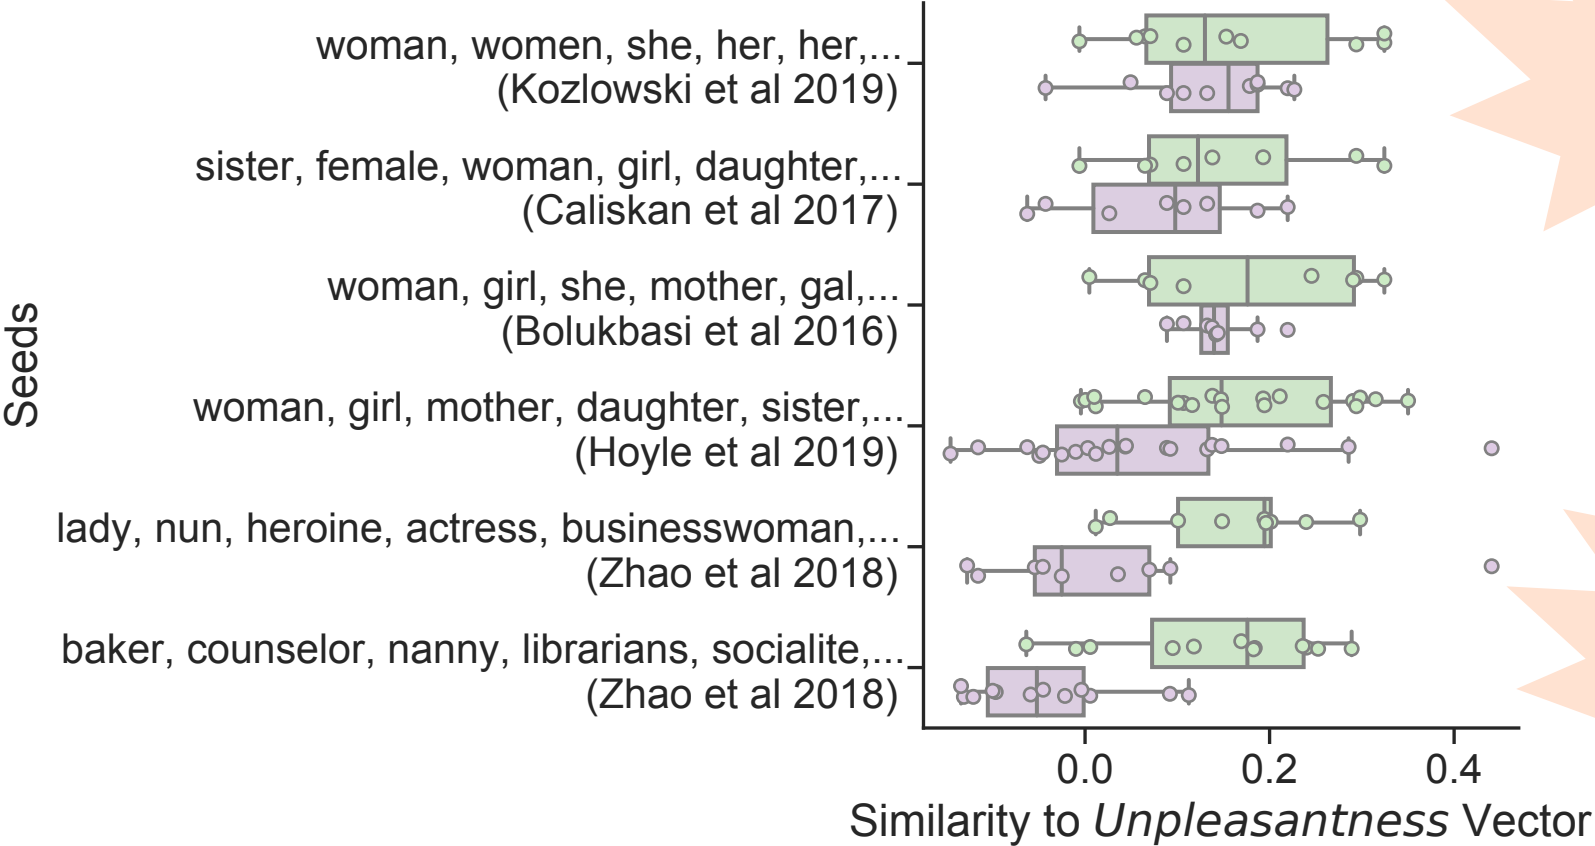 woman, women, she, her, her,...
(Kozlowski et al 2019)
sister, female, woman, girl, daughter,...
(Caliskan et al 2017)
woman, girl, she, mother, gal,...
(Bolukbasi et al 2016)
woman, girl, mother, daughter, sister,...
(Hoyle et al 2019)
lady, nun, heroine, actress, businesswoman,...
(Zhao et al 2018)
baker, counselor, nanny, librarians, socialite,...
(Zhao et al 2018)
Seeds
0.0 0.2 0.4
Similarity to Unpleasantness Vector